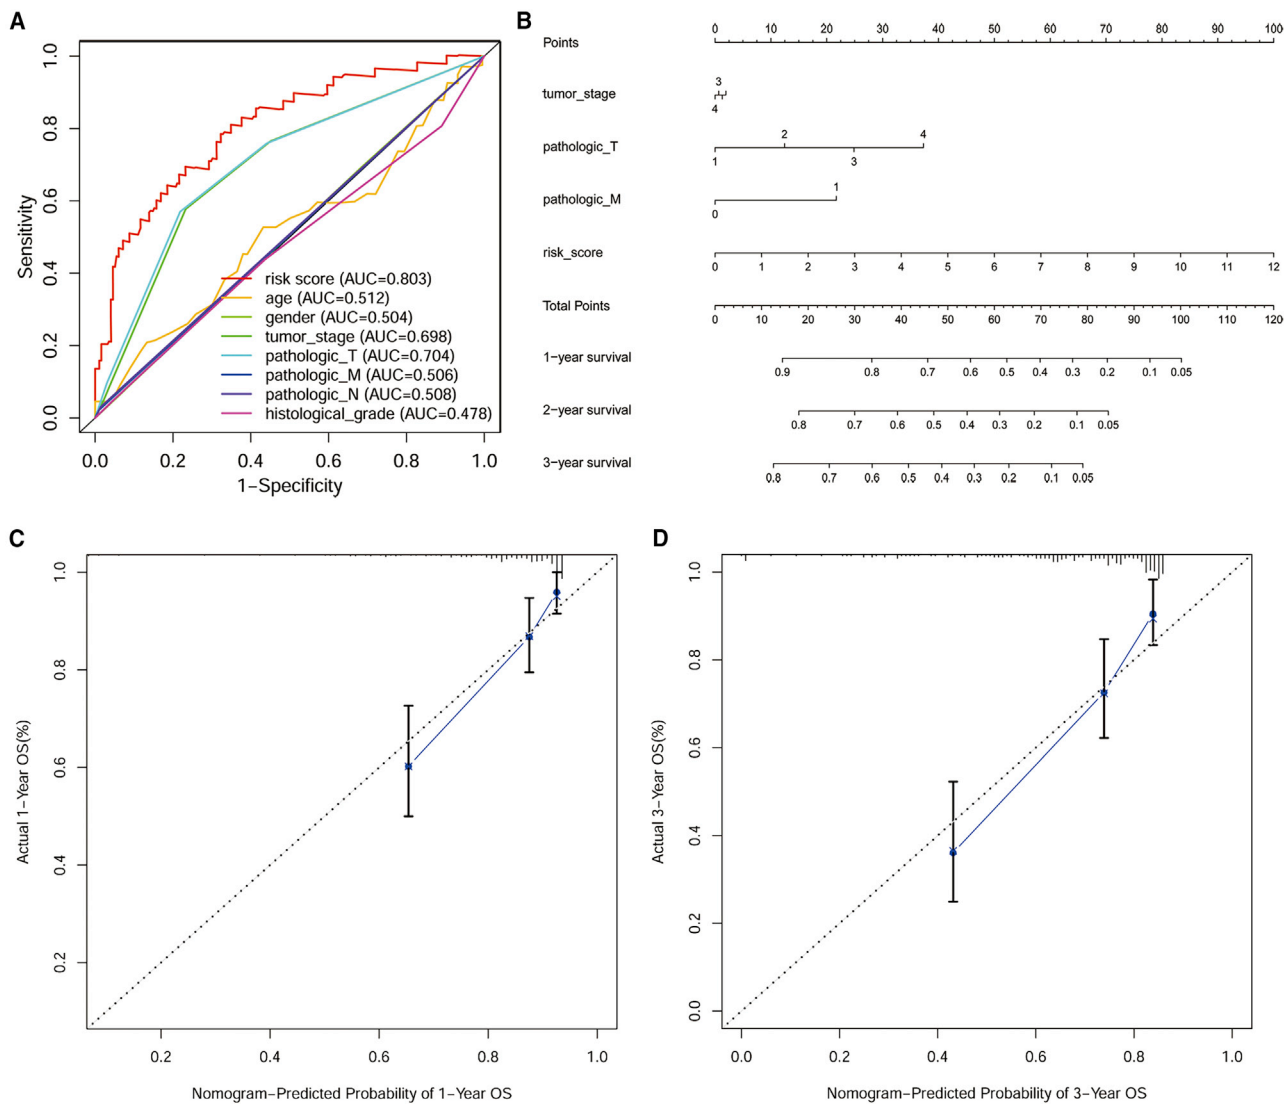 A
1.0
0.8
0.6
0.4
0.2
0.0
Sensitivity
risk score (AUC=0.803)
age (AUC=0.512)
gender (AUC=0.504)
tumor_stage (AUC=0.698)
pathologic_T (AUC=0.704)
pathologic_M (AUC=0.506)
pathologic_N (AUC=0.508)
histological_grade (AUC=0.478)
0.0 0.2 0.4 0.6 0.8 1.0
1−Specificity
B
0 10 20 30 40 50 60 70 80 90 100
Points
3
tumor_stage
4
2 4
pathologic_T
1 3
1
pathologic_M
0
risk_score
0 1 2 3 4 5 6 7 8 9 10 11 12
Total Points
0 10 20 30 40 50 60 70 80 90 100 110 120
1−year survival
0.9 0.8 0.7 0.6 0.5 0.4 0.3 0.2 0.1 0.05
2−year survival
0.8 0.7 0.6 0.5 0.4 0.3 0.2 0.1 0.05
3−year survival
0.8 0.7 0.6 0.5 0.4 0.3 0.2 0.1 0.05
C
1.0
0.8
0.6
0.4
0.2
Actual 1−Year OS(%)
0.2 0.4 0.6 0.8 1.0
Nomogram−Predicted Probability of 1−Year OS
D
1.0
0.8
0.6
0.4
0.2
0.0
Actual 3−Year OS(%)
0.0 0.2 0.4 0.6 0.8 1.0
Nomogram−Predicted Probability of 3−Year OS